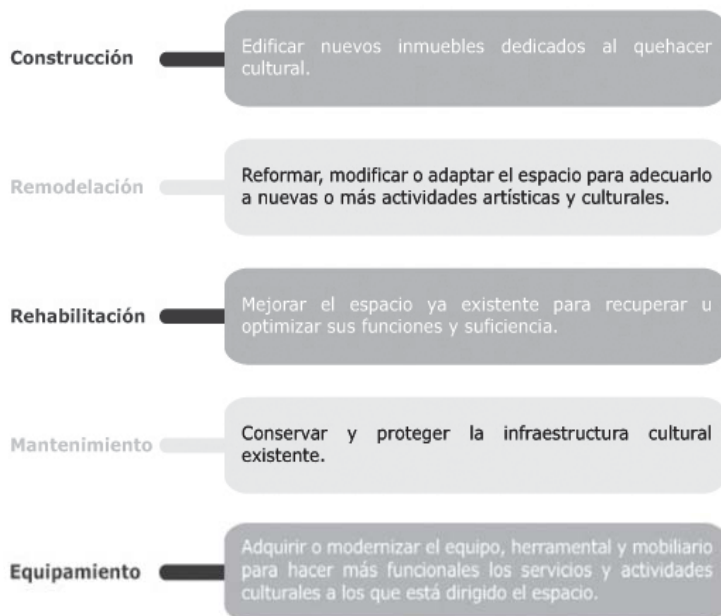 Construcción
Edificar nuevos inmuebles dedicados al quehacer
cultural.
Remodelación
Reformar, modificar o adaptar el espacio para adecuarlo
a nuevas o más actividades artísticas y culturales.
Rehabilitación
Mejorar el espacio ya existente para recuperar u
optimizar sus funciones y suficiencia.
Mantenimiento
Conservar y proteger la infraestructura cultural
existente.
Equipamiento
Adquirir o modernizar el equipo, herramental y mobiliario
para hacer más funcionales los servicios y actividades
culturales a los que está dirigido el espacio.